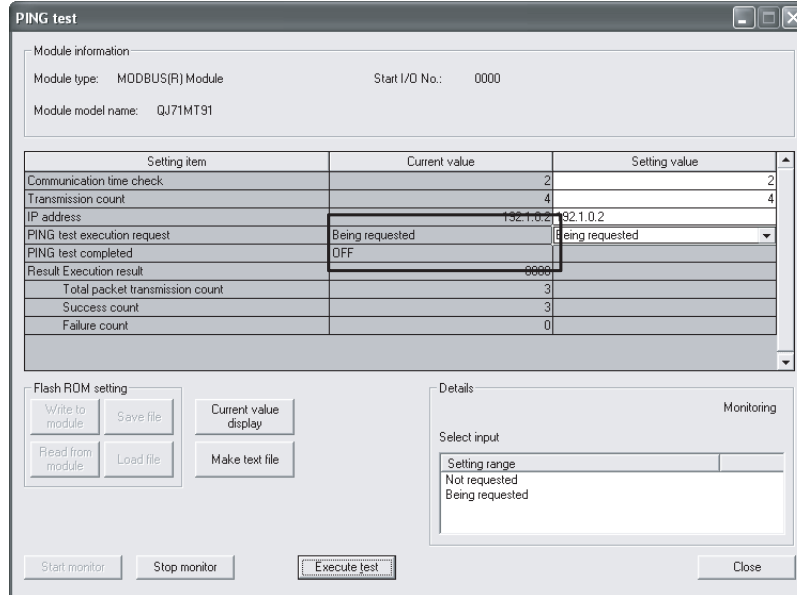 PING test
Module information
Module type: MODBUS(R) Module Start I/O No.: 0000
Module model name: QJ71MT91
Setting item Current value Setting value
Communication time check 2 2
Transmission count 4 4
IP address 192.1.0.2 192.1.0.2
PING test execution request Being requested Being requested
PING test completed OFF
Result Execution result 0000
Total packet transmission count 3
Success count 3
Failure count 0
Flash ROM setting
Write to module Save file
Read from module Load file
Current value display
Make text file
Details
Monitoring
Select input
Setting range
Not requested
Being requested
Start monitor Stop monitor Execute test Close